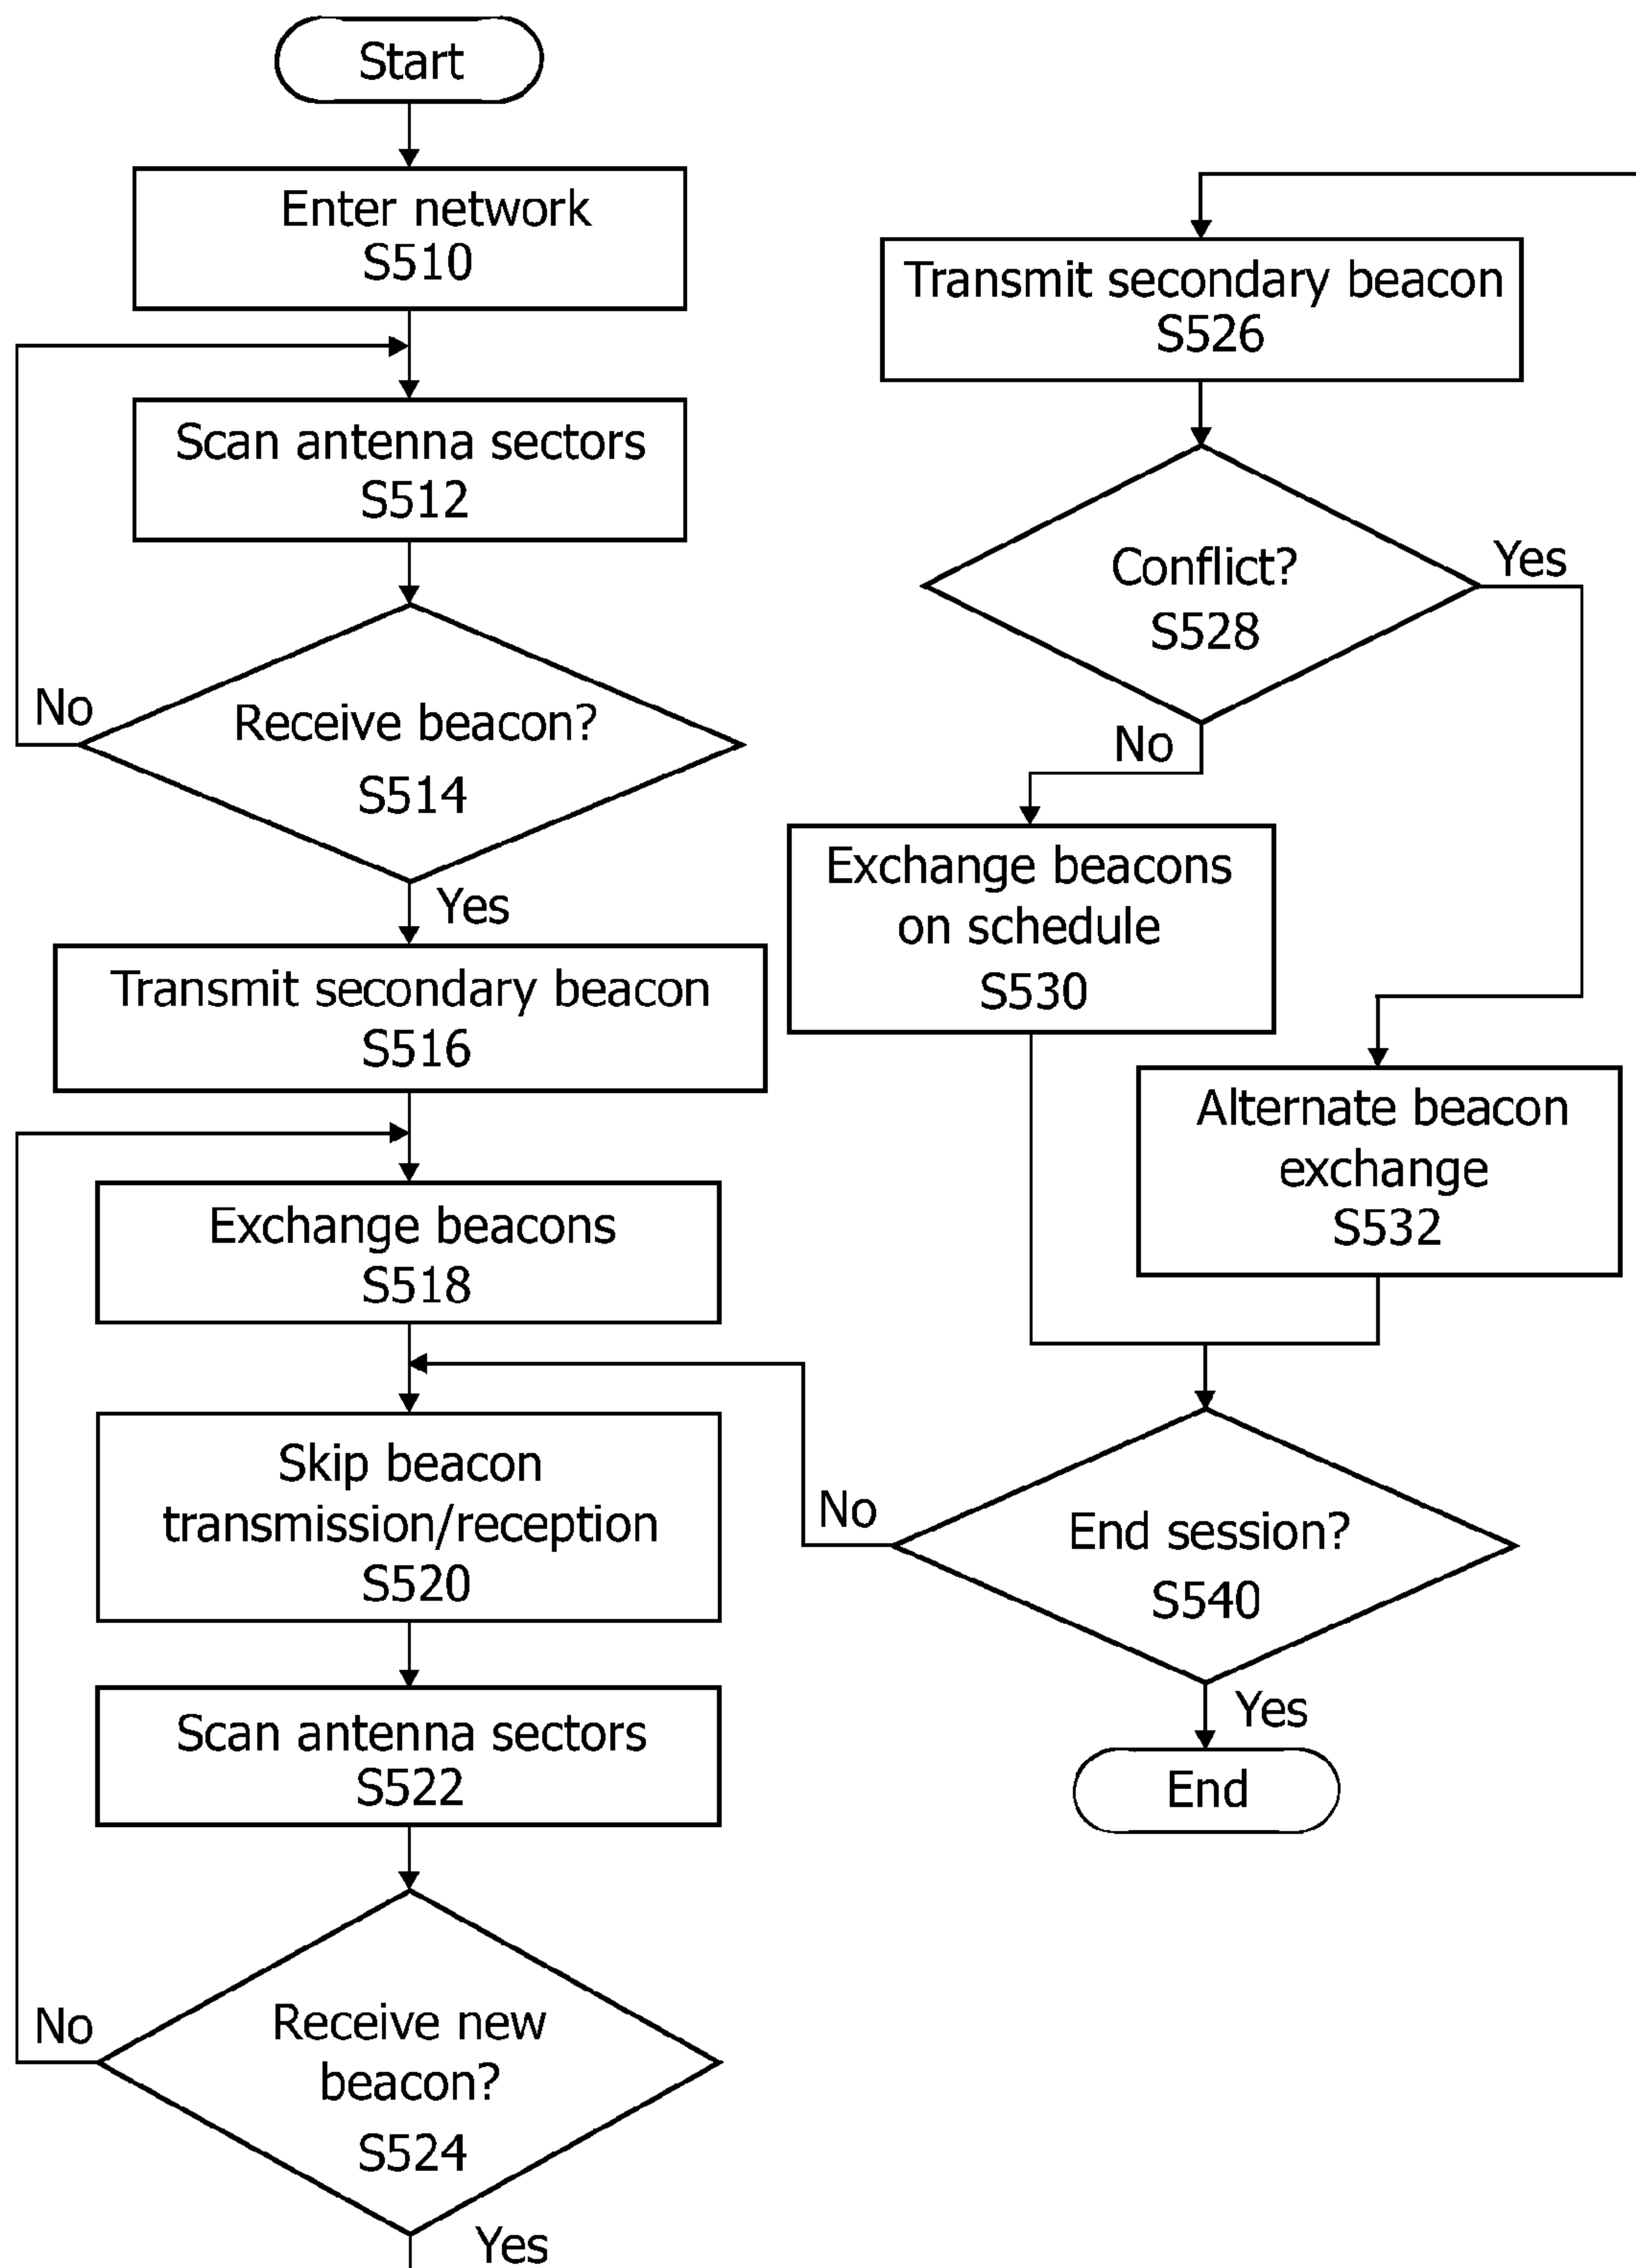 Start
Enter network
S510
Scan antenna sectors
S512
Receive beacon?
S514
No
Yes
Transmit secondary beacon
S516
Exchange beacons
S518
Skip beacon
transmission/reception
S520
Scan antenna sectors
S522
Receive new
beacon?
S524
No
Yes
Transmit secondary beacon
S526
Conflict?
S528
Yes
No
Exchange beacons
on schedule
S530
Alternate beacon
exchange
S532
End session?
S540
No
Yes
End